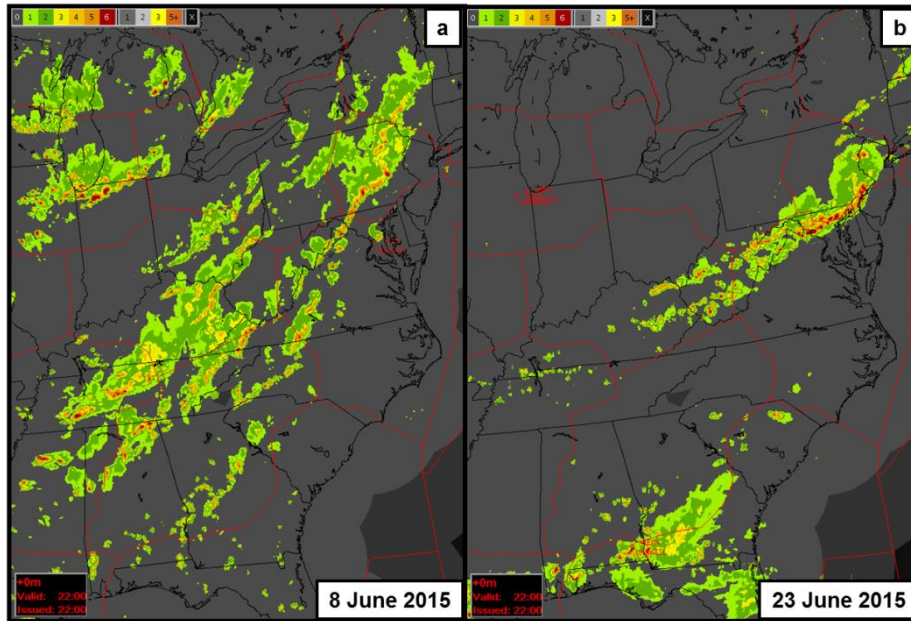 0 1 2 3 4 5 6 1 2 3 5+ X
a
+0m
Valid: 22:00
Issued: 22:00
8 June 2015
0 1 2 3 4 5 6 1 2 3 5+ X
b
+0m
Valid: 22:00
Issued: 22:00
23 June 2015